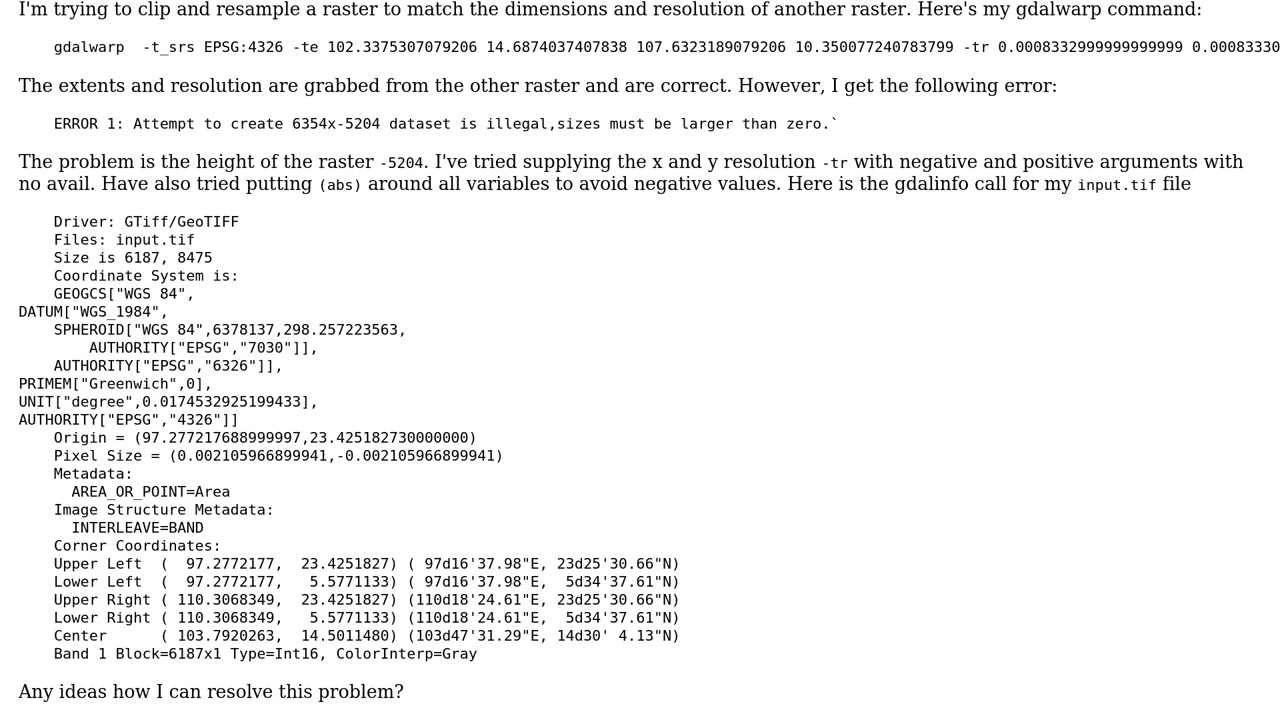 I'm trying to clip and resample a raster to match the dimensions and resolution of another raster. Here's my gdalwarp command:
gdalwarp  -t_srs EPSG:4326 -te 102.3375307079206 14.6874037407838 107.6323189079206 10.350077240783799 -tr 0.0008332999999999999 0.00083330
The extents and resolution are grabbed from the other raster and are correct. However, I get the following error:
ERROR 1: Attempt to create 6354x-5204 dataset is illegal,sizes must be larger than zero.`
The problem is the height of the raster -5204. I've tried supplying the x and y resolution -tr with negative and positive arguments with
no avail. Have also tried putting (abs) around all variables to avoid negative values. Here is the gdalinfo call for my input.tif file
Driver: GTiff/GeoTIFF
Files: input.tif
Size is 6187, 8475
Coordinate System is:
GEOGCS["WGS 84",
DATUM["WGS_1984",
SPHEROID["WGS 84",6378137,298.257223563,
AUTHORITY["EPSG","7030"]],
AUTHORITY["EPSG","6326"]],
PRIMEM["Greenwich",0],
UNIT["degree",0.0174532925199433],
AUTHORITY["EPSG","4326"]]
Origin = (97.277217688999997,23.425182730000000)
Pixel Size = (0.002105966899941,-0.002105966899941)
Metadata:
AREA_OR_POINT=Area
Image Structure Metadata:
INTERLEAVE=BAND
Corner Coordinates:
Upper Left  (  97.2772177,  23.4251827) ( 97d16'37.98"E, 23d25'30.66"N)
Lower Left  (  97.2772177,   5.5771133) ( 97d16'37.98"E,  5d34'37.61"N)
Upper Right ( 110.3068349,  23.4251827) (110d18'24.61"E, 23d25'30.66"N)
Lower Right ( 110.3068349,   5.5771133) (110d18'24.61"E,  5d34'37.61"N)
Center      ( 103.7920263,  14.5011480) (103d47'31.29"E, 14d30' 4.13"N)
Band 1 Block=6187x1 Type=Int16, ColorInterp=Gray
Any ideas how I can resolve this problem?